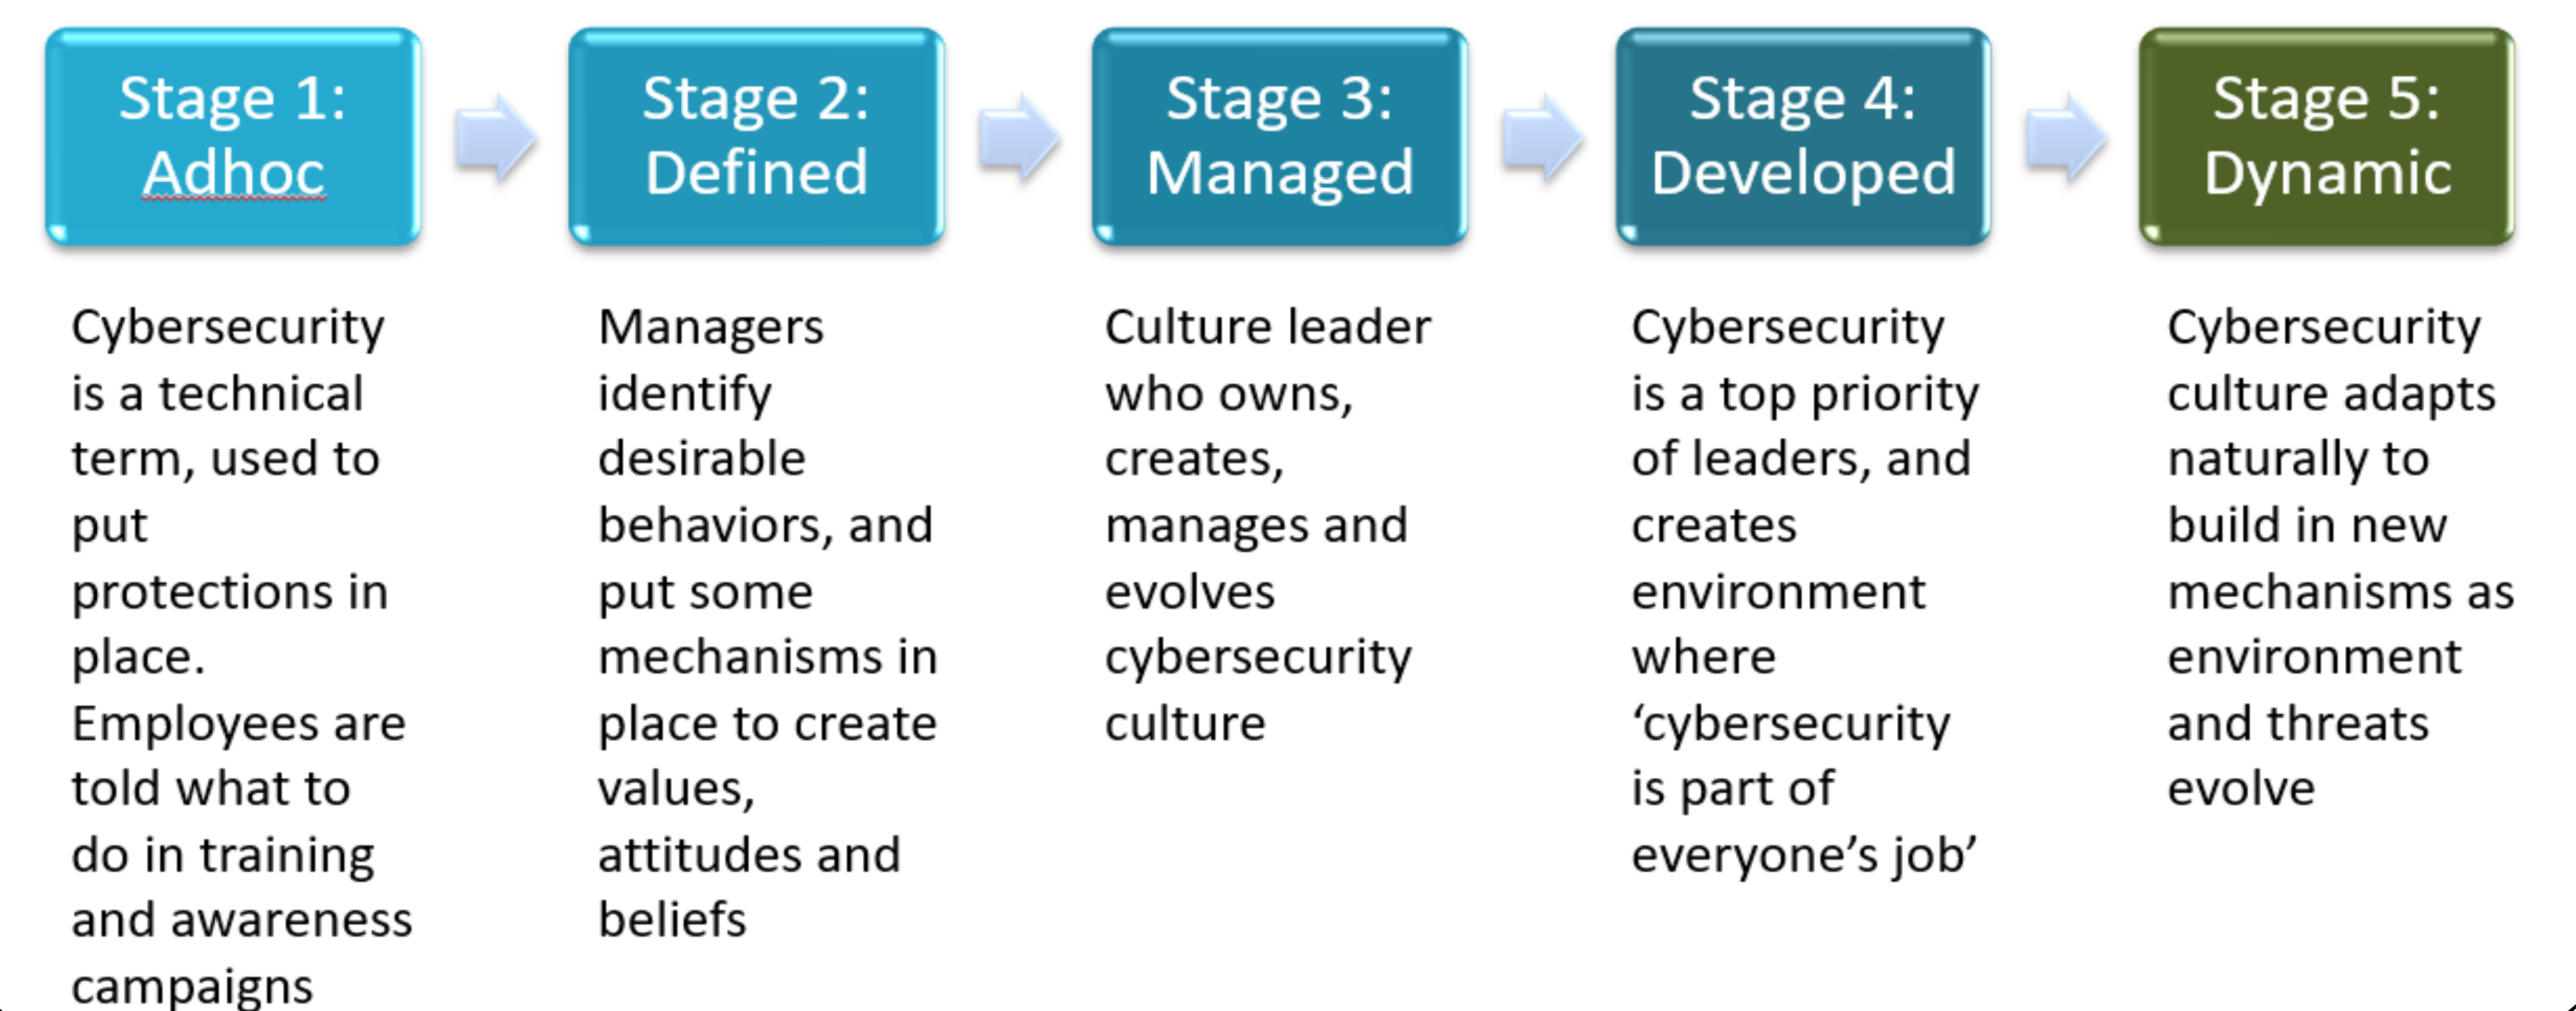 Stage 1:
Adhoc
Stage 2:
Defined
Stage 3:
Managed
Stage 4:
Developed
Stage 5:
Dynamic
Cybersecurity
is a technical
term, used to
put
protections in
place.
Employees are
told what to
do in training
and awareness
campaigns
Managers
identify
desirable
behaviors, and
put some
mechanisms in
place to create
values,
attitudes and
beliefs
Culture leader
who owns,
creates,
manages and
evolves
cybersecurity
culture
Cybersecurity
is a top priority
of leaders, and
creates
environment
where
‘cybersecurity
is part of
everyone’s job’
Cybersecurity
culture adapts
naturally to
build in new
mechanisms as
environment
and threats
evolve